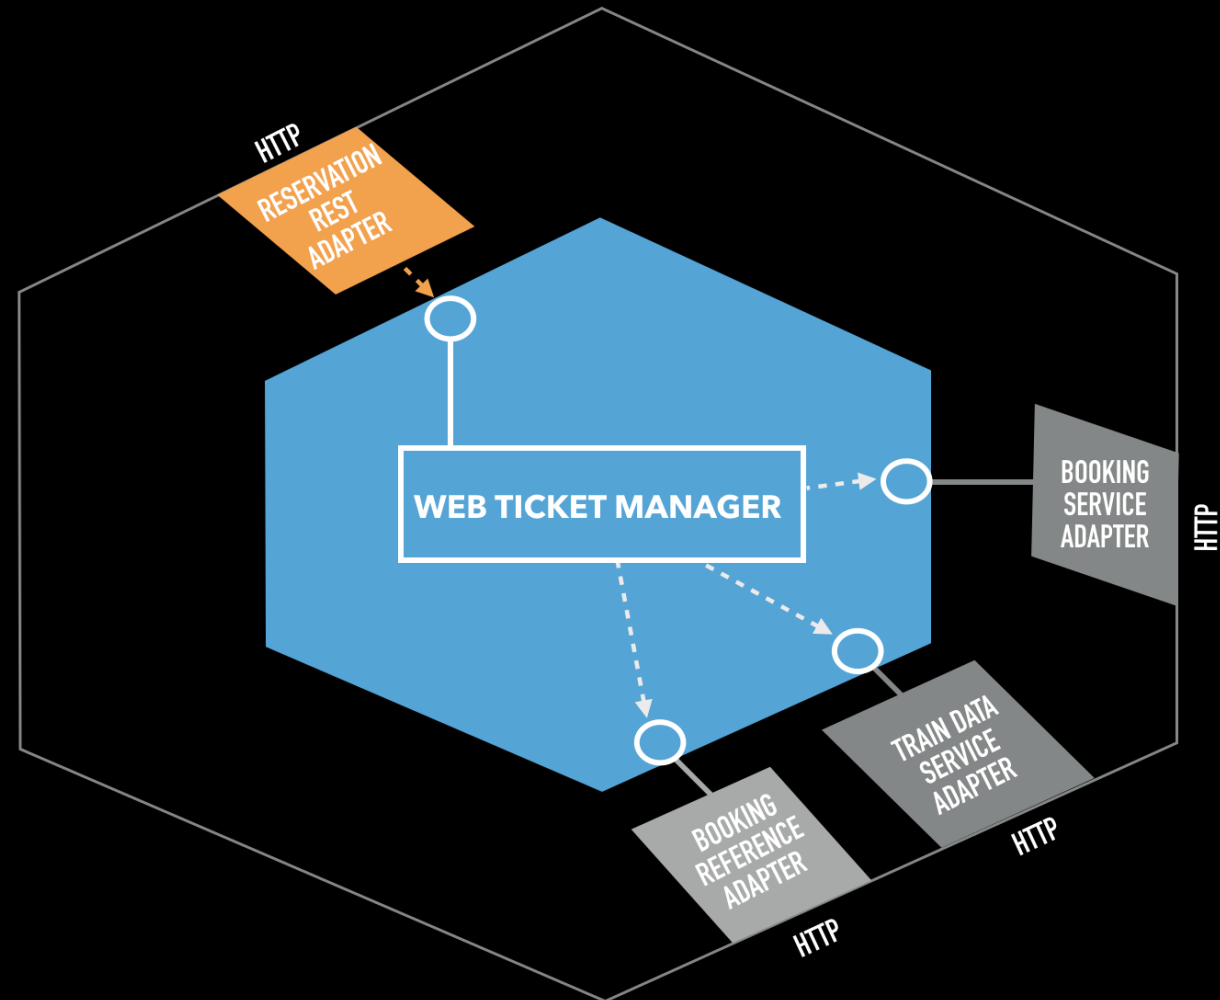 HTTP
RESERVATION
REST
ADAPTER
WEB TICKET MANAGER
BOOKING
SERVICE
ADAPTER
HTTP
TRAIN DATA
SERVICE
ADAPTER
HTTP
BOOKING
REFERENCE
ADAPTER
HTTP